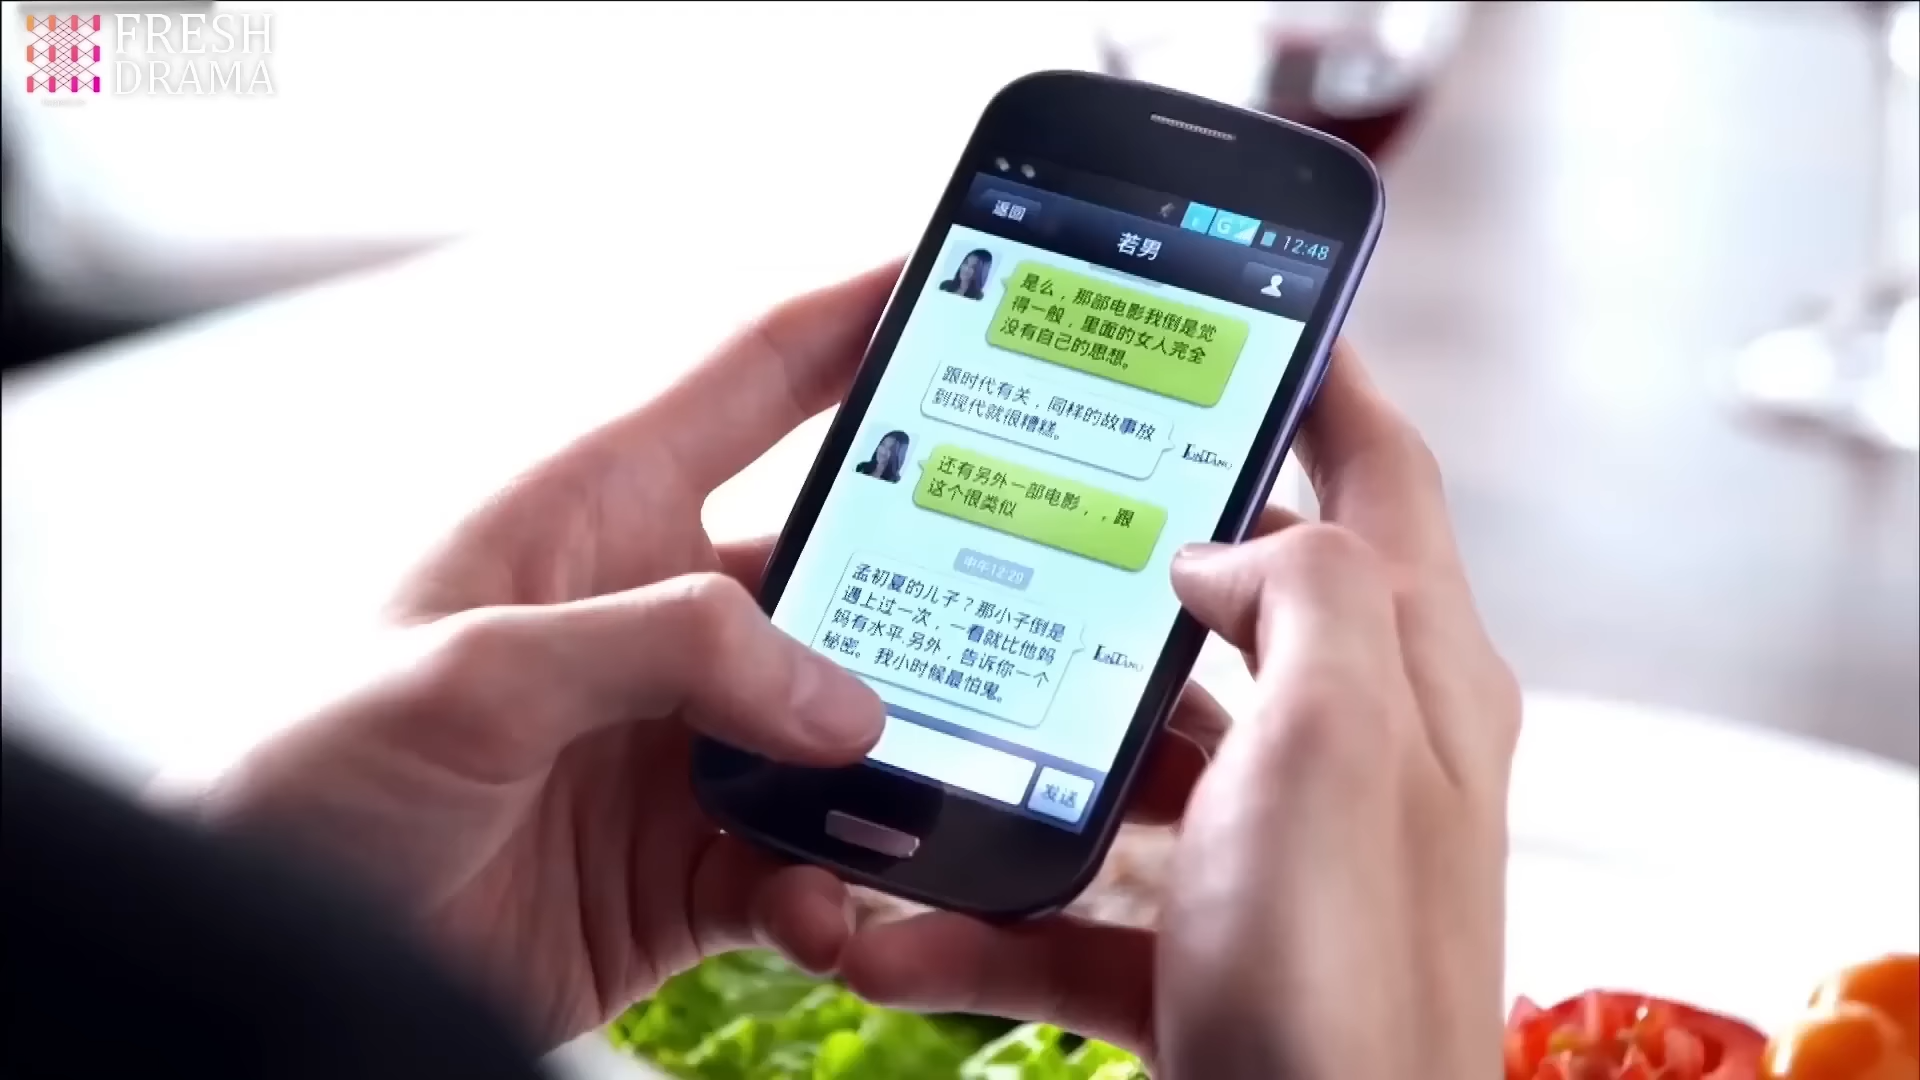 FRESH
DRAMA
12:48
返回
若男
是么，那部电影我倒是觉
得一般，里面的女人完全
没有自己的思想。
跟时代有关，同样的故事放
到现代就很糟糕。
还有另外一部电影，，跟
这个很类似
中午12:29
孟初夏的儿子？那小子倒是
遇上过一次，一看就比他妈
妈有水平.另外，告诉你一个
秘密。我小时候最怕鬼。
发送